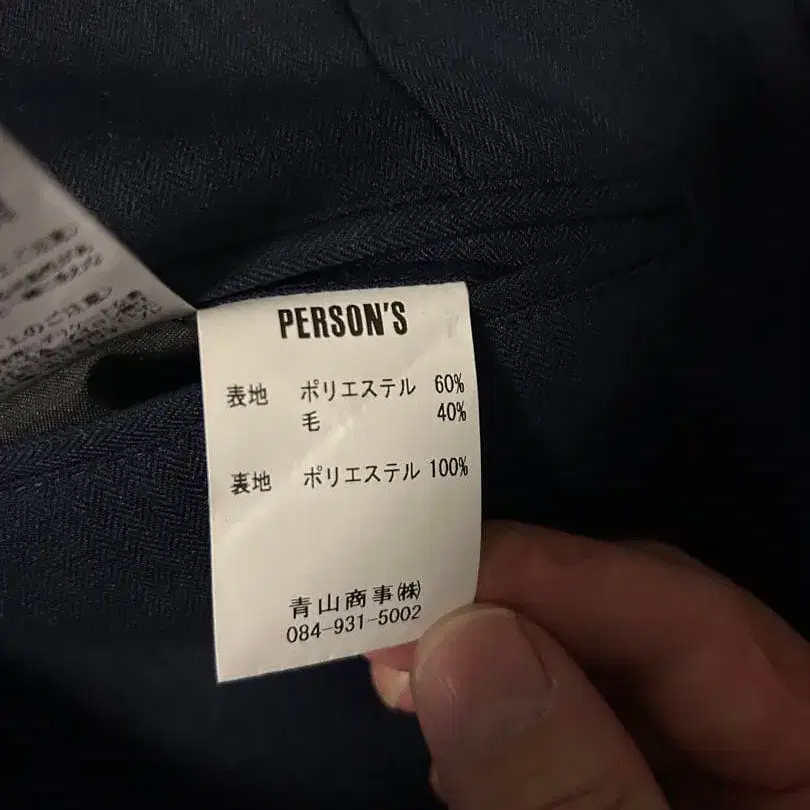 PERSON'S
表地 ポリエステル 60%
毛 40%
裏地 ポリエステル 100%
青山商事㈱
084-931-5002